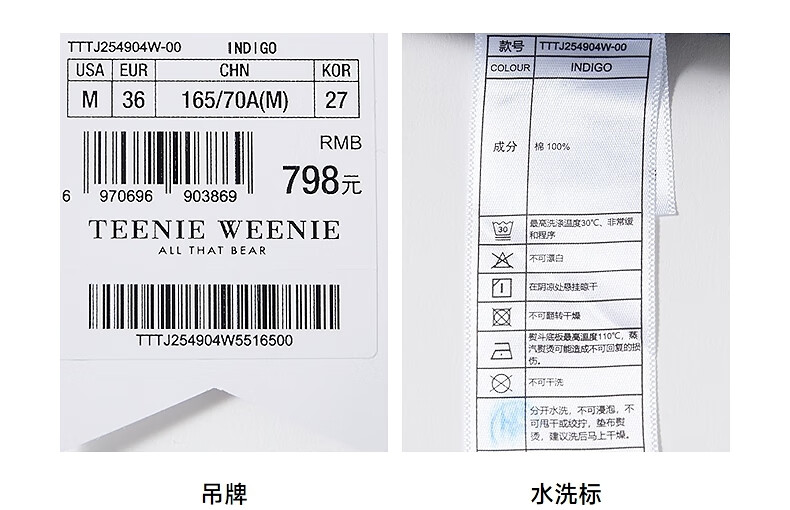 TTTJ254904W-00 INDIGO
USA EUR CHN KOR
M 36 165/70A(M) 27
RMB
798元
6 970696 903869
TEENIE WEENIE
ALL THAT BEAR
TTTJ254904W5516500
吊牌
款号 TTTJ254904W-00
COLOUR INDIGO
成分 棉 100%
30
最高洗涤温度30℃、非常缓
和程序
不可漂白
在阴凉处悬挂晾干
不可翻转干燥
熨斗底板最高温度110℃，蒸
汽熨烫可能造成不可回复的损
伤。
不可干洗
分开水洗，不可浸泡，不
可甩干或绞拧，垫布熨
烫，建议洗后马上干燥。
水洗标